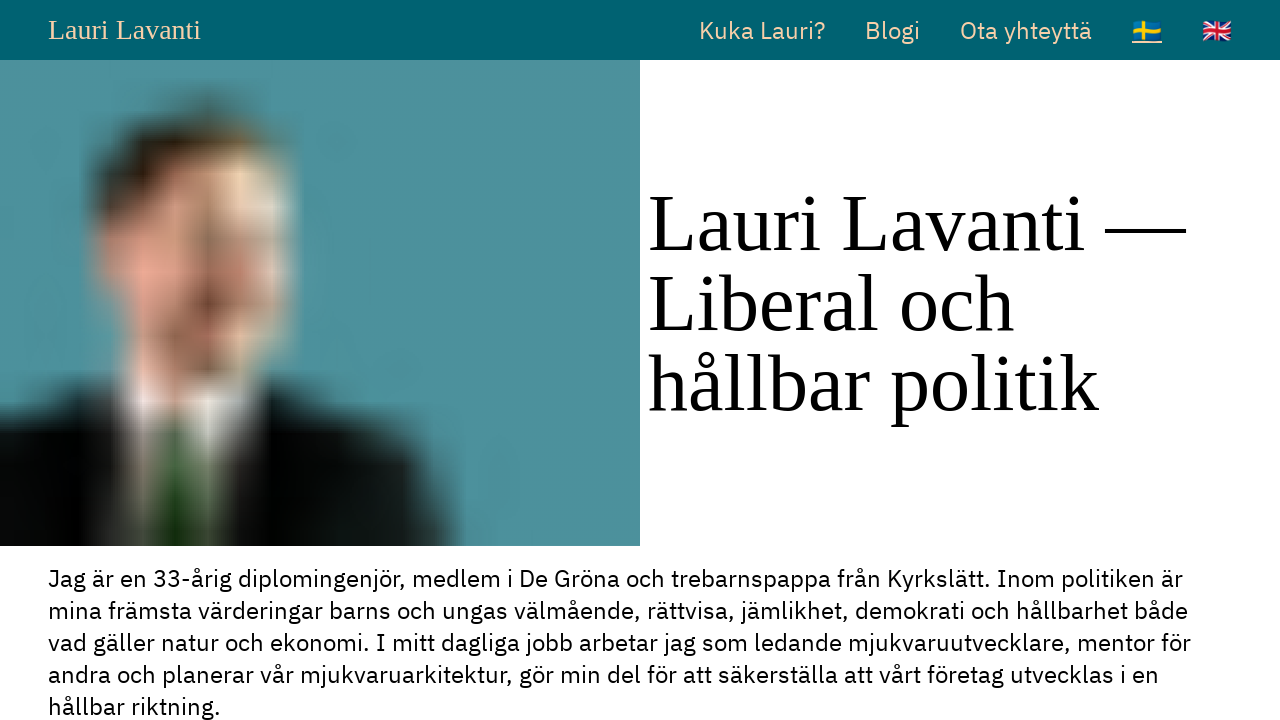 Lauri Lavanti
Kuka Lauri? Blogi Ota yhteyttä
Lauri Lavanti —
Liberal och
hållbar politik
Jag är en 33-årig diplomingenjör, medlem i De Gröna och trebarnspappa från Kyrkslätt. Inom politiken är
mina främsta värderingar barns och ungas välmående, rättvisa, jämlikhet, demokrati och hållbarhet både
vad gäller natur och ekonomi. I mitt dagliga jobb arbetar jag som ledande mjukvaruutvecklare, mentor för
andra och planerar vår mjukvaruarkitektur, gör min del för att säkerställa att vårt företag utvecklas i en
hållbar riktning.